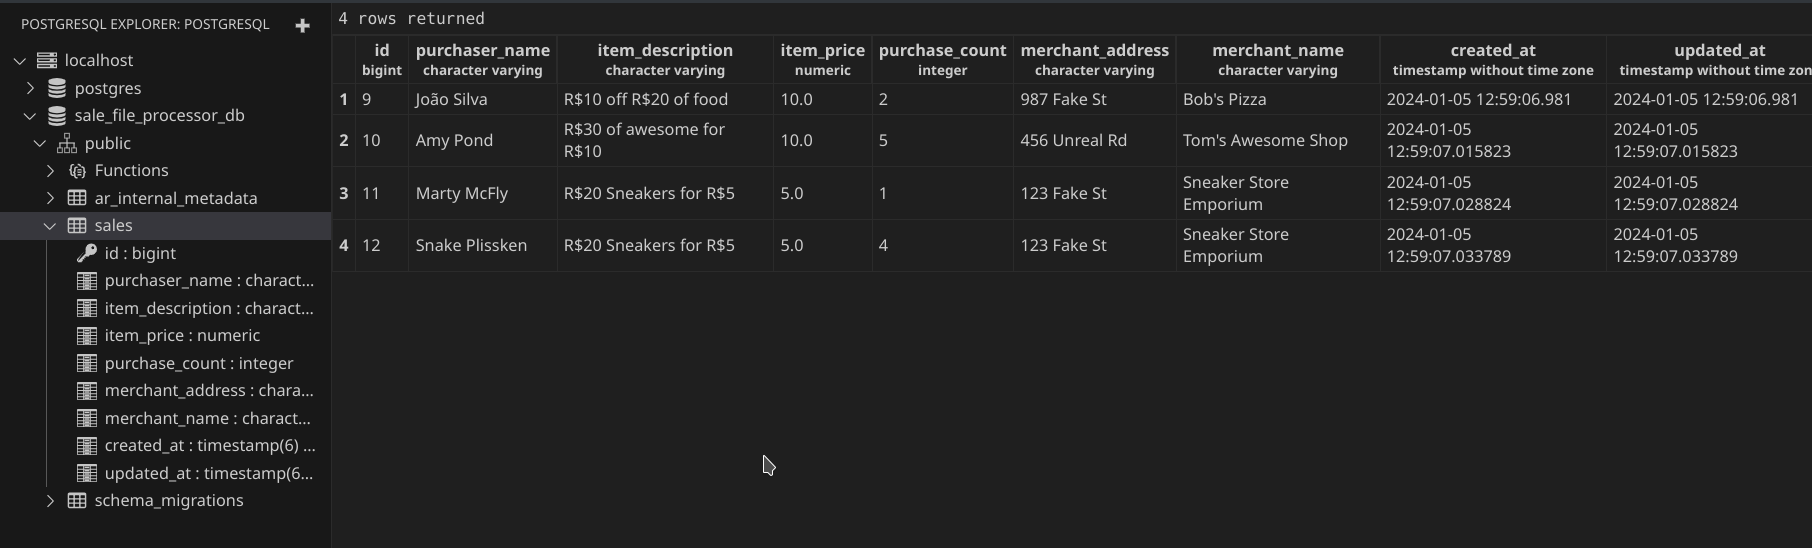 POSTGRESQL EXPLORER: POSTGRESQL
localhost
postgres
sale_file_processor_db
public
Functions
ar_internal_metadata
sales
id : bigint
purchaser_name : charact...
item_description : charact...
item_price : numeric
purchase_count : integer
merchant_address : chara...
merchant_name : charact...
created_at : timestamp(6) ...
updated_at : timestamp(6...
schema_migrations
4 rows returned
id purchaser_name item_description item_price purchase_count merchant_address merchant_name created_at updated_at
bigint character varying character varying numeric integer character varying character varying timestamp without time zone timestamp without time zon
1 9 João Silva R$10 off R$20 of food 10.0 2 987 Fake St Bob's Pizza 2024-01-05 12:59:06.981 2024-01-05 12:59:06.981
2 10 Amy Pond R$30 of awesome for R$10 10.0 5 456 Unreal Rd Tom's Awesome Shop 2024-01-05 12:59:07.015823 2024-01-05 12:59:07.015823
3 11 Marty McFly R$20 Sneakers for R$5 5.0 1 123 Fake St Sneaker Store Emporium 2024-01-05 12:59:07.028824 2024-01-05 12:59:07.028824
4 12 Snake Plissken R$20 Sneakers for R$5 5.0 4 123 Fake St Sneaker Store Emporium 2024-01-05 12:59:07.033789 2024-01-05 12:59:07.033789